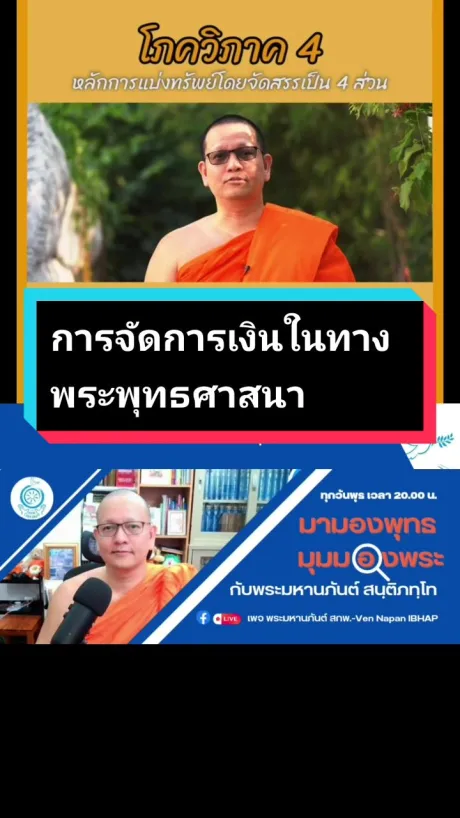 โภควิภาค 4
หลักการแบ่งทรัพย์โดยจัดสรรเป็น 4 ส่วน
การจัดการเงินในทาง
พระพุทธศาสนา
ทุกวันพุธ เวลา 20.00 น.
มามองพุทธ
มุมมองพระ
กับพระมหานภันต์ สนฺติภทฺโท
LIVE เพจ พระมหานภันต์ สภพ.-Ven Napan IBHAP